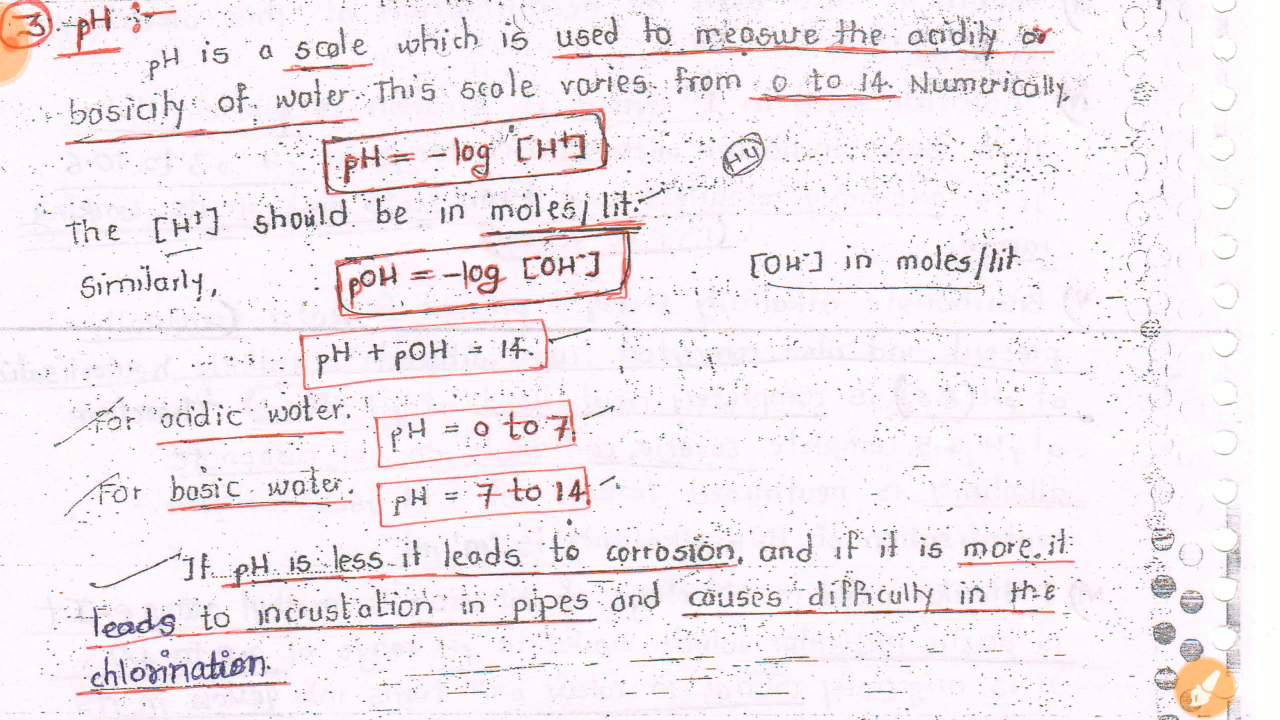 3. pH :-
pH is a scale which is used to measure the acidity or
basicity of water. This scale varies from 0 to 14. Numerically,
pH = -log [H⁺]
H4
The [H⁺] should be in moles/lit.
Similarly, pOH = -log [OH⁻] [OH⁻] in moles/lit
pH + pOH = 14.
For acidic water. pH = 0 to 7.
For basic water. pH = 7 to 14
If pH is less it leads to corrosion. and if it is more.it
leads to incrustation in pipes and causes difficulty in the
chlorination.